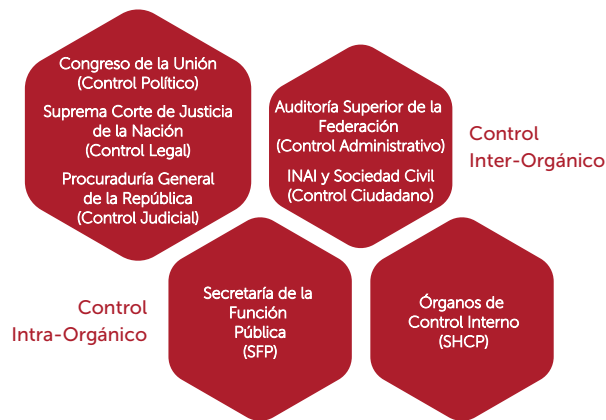 Congreso de la Unión
(Control Político)
Suprema Corte de Justicia
de la Nación
(Control Legal)
Procuraduría General
de la República
(Control Judicial)
Auditoría Superior de la
Federación
(Control Administrativo)
INAI y Sociedad Civil
(Control Ciudadano)
Control
Inter-Orgánico
Control
Intra-Orgánico
Secretaría de la
Función
Pública
(SFP)
Órganos de
Control Interno
(SHCP)